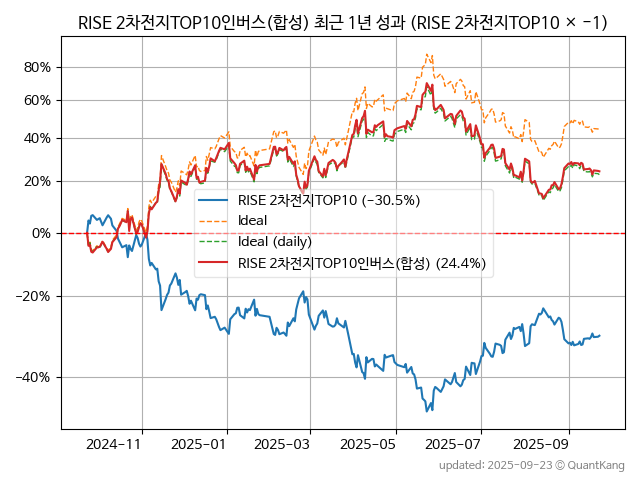 RISE 2차전지TOP10인버스(합성) 최근 1년 성과 (RISE 2차전지TOP10 × −1)
80%
60%
40%
20%
0%
−20%
−40%
RISE 2차전지TOP10 (−30.5%)
Ideal
Ideal (daily)
RISE 2차전지TOP10인버스(합성) (24.4%)
2024-11
2025-01
2025-03
2025-05
2025-07
2025-09
updated: 2025-09-23 ⓒ QuantKang